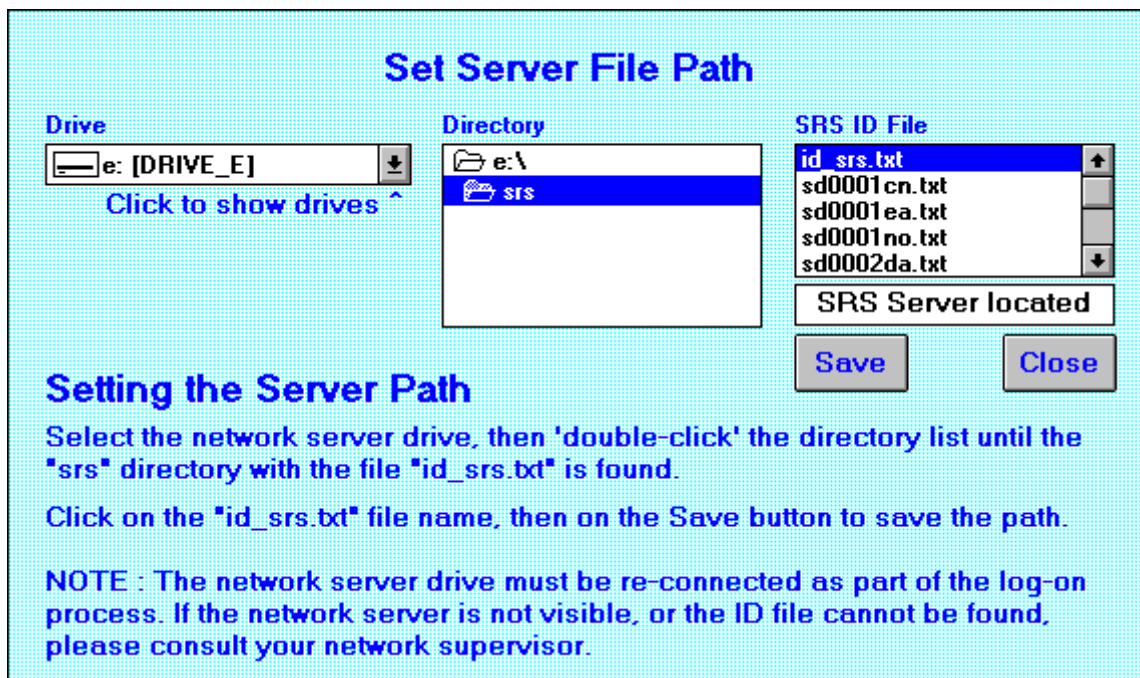 Set Server File Path
Drive
Directory
SRS ID File
e: [DRIVE_E]
Click to show drives ^
e:\
srs
id_srs.txt
sd0001cn.txt
sd0001ea.txt
sd0001no.txt
sd0002da.txt
SRS Server located
Save
Close
Setting the Server Path
Select the network server drive, then 'double-click' the directory list until the
"srs" directory with the file "id_srs.txt" is found.
Click on the "id_srs.txt" file name, then on the Save button to save the path.
NOTE : The network server drive must be re-connected as part of the log-on
process. If the network server is not visible, or the ID file cannot be found,
please consult your network supervisor.